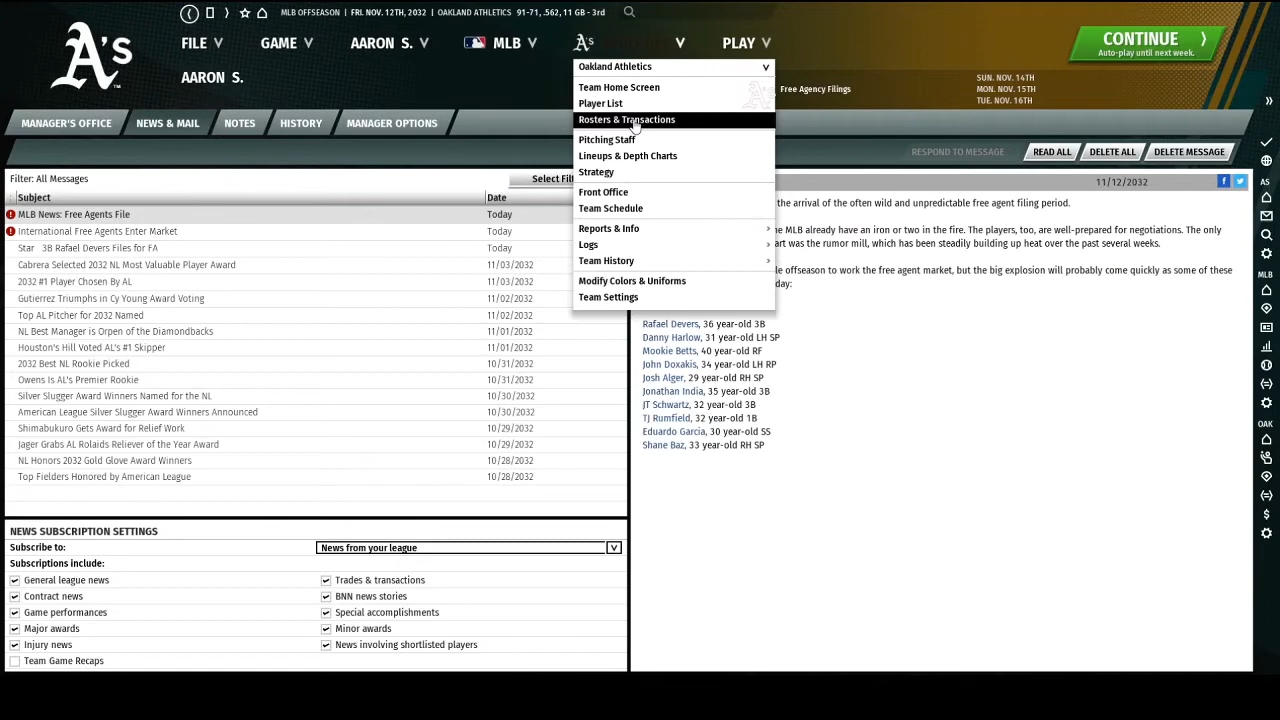 MLB OFFSEASON | FRI. NOV. 12TH, 2032 | OAKLAND ATHLETICS 91-71, .562, 11 GB - 3rd
A's
FILE
GAME
AARON S.
MLB
A's
PLAY
CONTINUE
Auto-play until next week.
AARON S.
Free Agency Filings
SUN. NOV. 14TH
MON. NOV. 15TH
TUE. NOV. 16TH
MANAGER'S OFFICE
NEWS & MAIL
NOTES
HISTORY
MANAGER OPTIONS
Oakland Athletics
Team Home Screen
Player List
Rosters & Transactions
Pitching Staff
Lineups & Depth Charts
Strategy
Front Office
Team Schedule
Reports & Info
Logs
Team History
Modify Colors & Uniforms
Team Settings
RESPOND TO MESSAGE
READ ALL
DELETE ALL
DELETE MESSAGE
Filter: All Messages
Select Filt
Subject Date
MLB News: Free Agents File Today
International Free Agents Enter Market Today
Star 3B Rafael Devers Files for FA Today
Cabrera Selected 2032 NL Most Valuable Player Award 11/03/2032
2032 #1 Player Chosen By AL 11/03/2032
Gutierrez Triumphs in Cy Young Award Voting 11/02/2032
Top AL Pitcher for 2032 Named 11/02/2032
NL Best Manager is Orpen of the Diamondbacks 11/01/2032
Houston's Hill Voted AL's #1 Skipper 11/01/2032
2032 Best NL Rookie Picked 10/31/2032
Owens Is AL's Premier Rookie 10/31/2032
Silver Slugger Award Winners Named for the NL 10/30/2032
American League Silver Slugger Award Winners Announced 10/30/2032
Shimabukuro Gets Award for Relief Work 10/29/2032
Jager Grabs AL Rolaids Reliever of the Year Award 10/29/2032
NL Honors 2032 Gold Glove Award Winners 10/28/2032
Top Fielders Honored by American League 10/28/2032
11/12/2032
the arrival of the often wild and unpredictable free agent filing period.
e MLB already have an iron or two in the fire. The players, too, are well-prepared for negotiations. The only
art was the rumor mill, which has been steadily building up heat over the past several weeks.
le offseason to work the free agent market, but the big explosion will probably come quickly as some of these
day:
Rafael Devers, 36 year-old 3B
Danny Harlow, 31 year-old LH SP
Mookie Betts, 40 year-old RF
John Doxakis, 34 year-old LH RP
Josh Alger, 29 year-old RH SP
Jonathan India, 35 year-old 3B
JT Schwartz, 32 year-old 3B
TJ Rumfield, 32 year-old 1B
Eduardo Garcia, 30 year-old SS
Shane Baz, 33 year-old RH SP
NEWS SUBSCRIPTION SETTINGS
Subscribe to: News from your league
Subscriptions include:
General league news Trades & transactions
Contract news BNN news stories
Game performances Special accomplishments
Major awards Minor awards
Injury news News involving shortlisted players
Team Game Recaps
AS
MLB
OAK